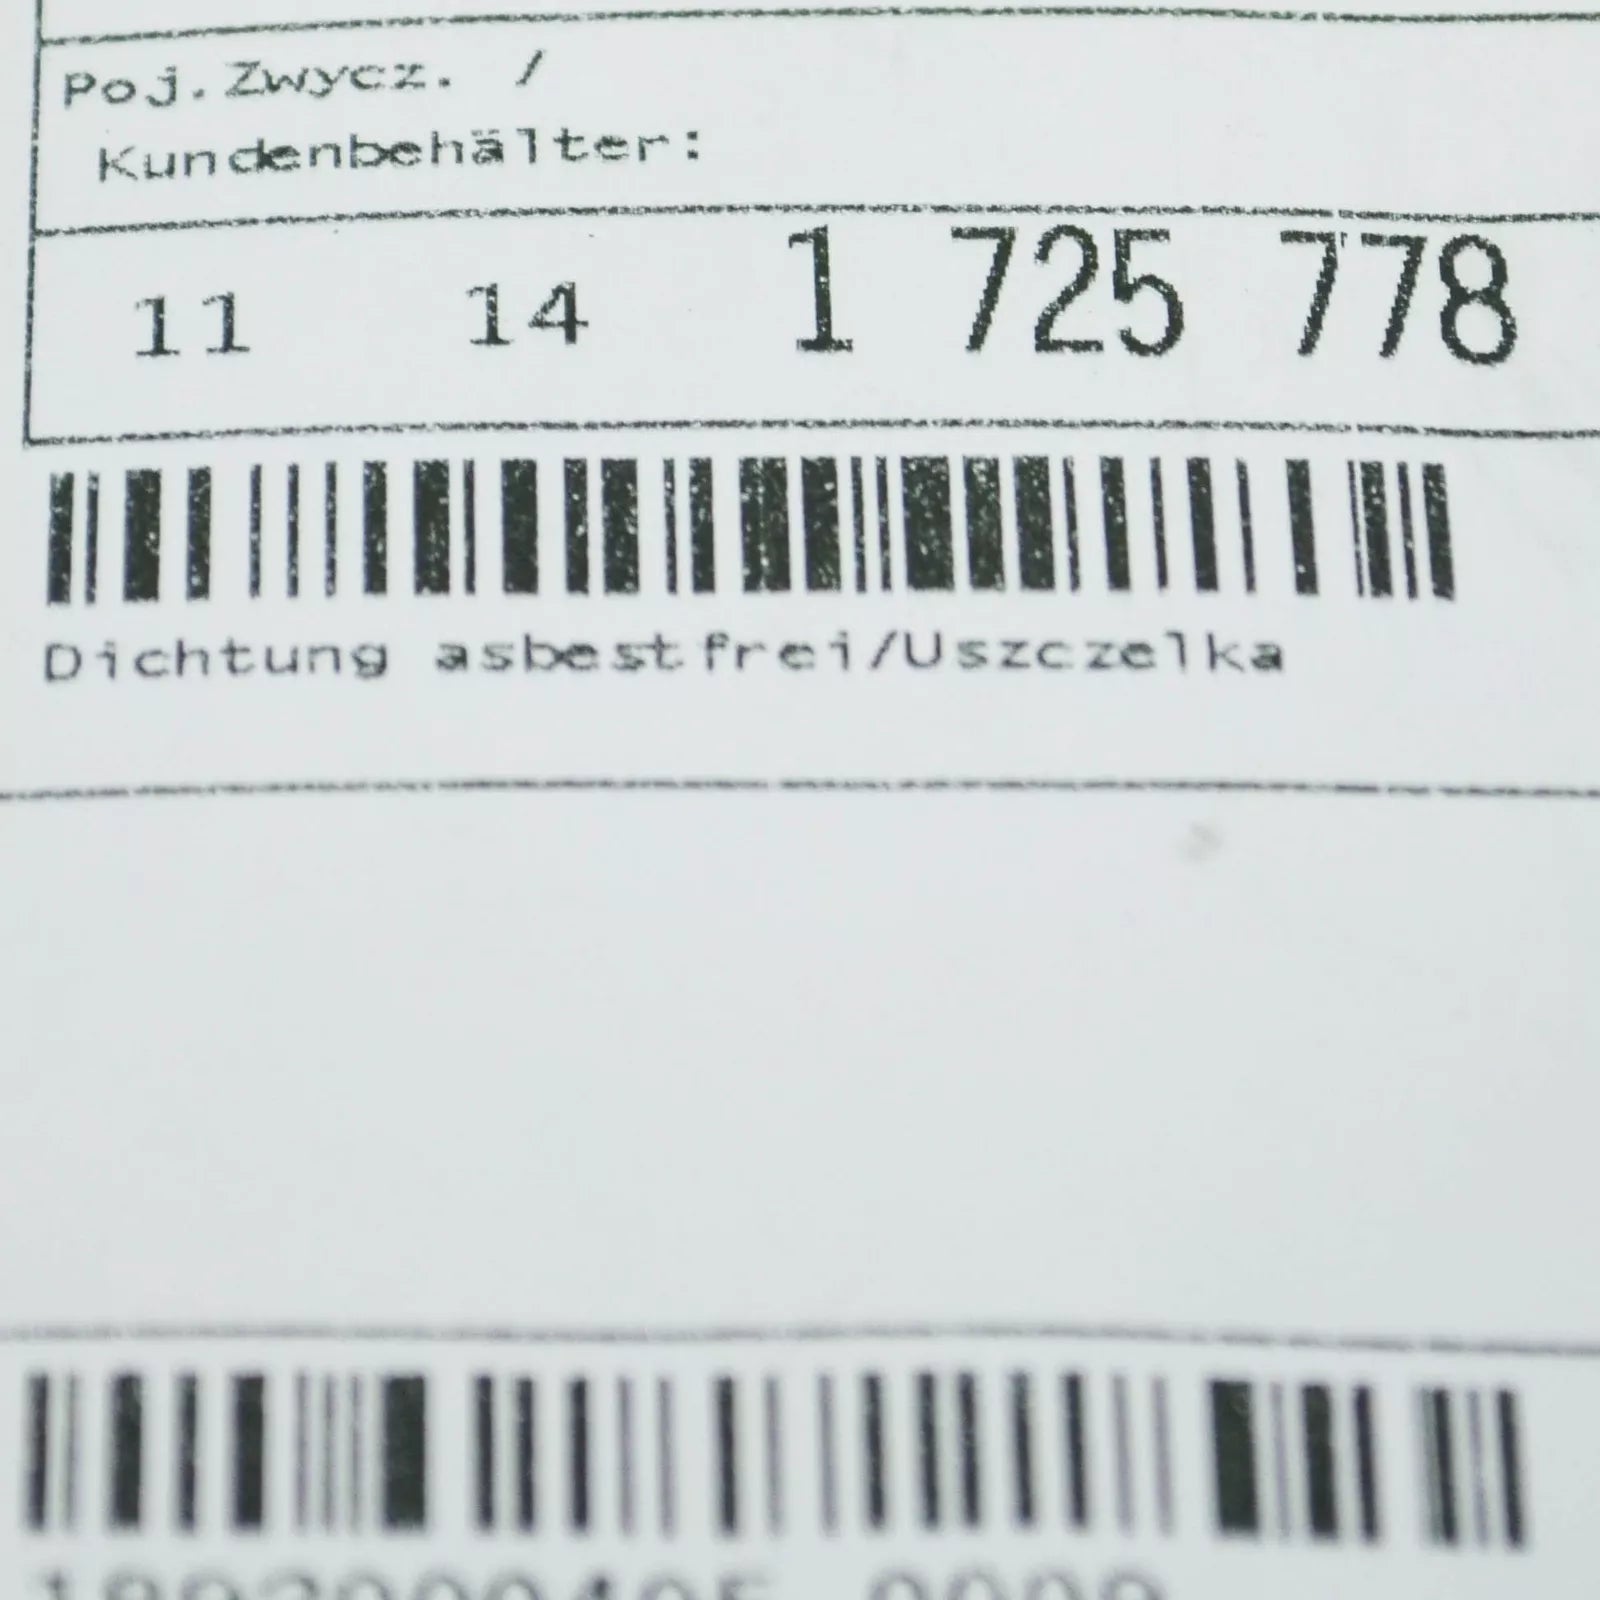 Poj.Zwycz. /
Kundenbehälter:
11 14 1 725 778
Dichtung asbestfrei/Uszczelka